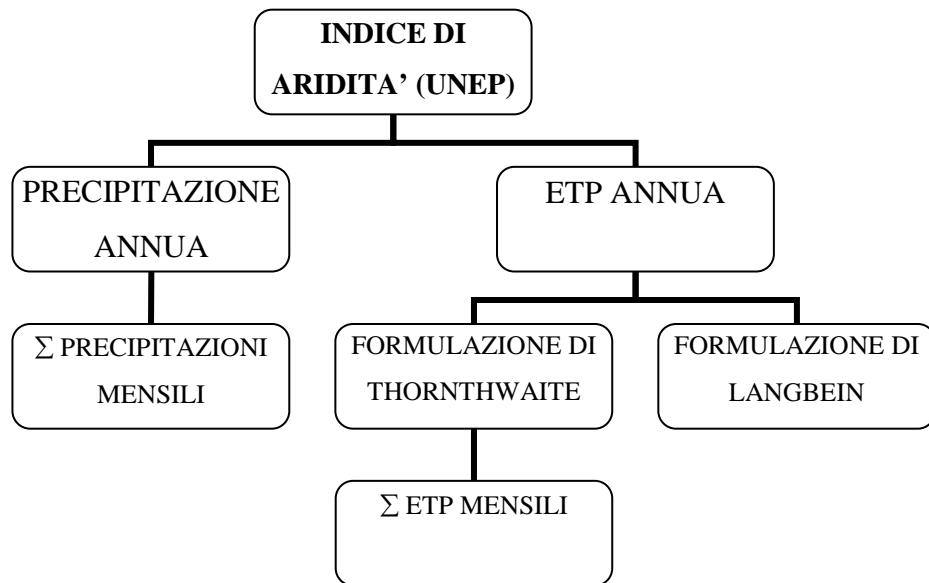 INDICE DI
ARIDITA’ (UNEP)
PRECIPITAZIONE
ANNUA
ETP ANNUA
∑ PRECIPITAZIONI
MENSILI
FORMULAZIONE DI
THORNTHWAITE
FORMULAZIONE DI
LANGBEIN
∑ ETP MENSILI